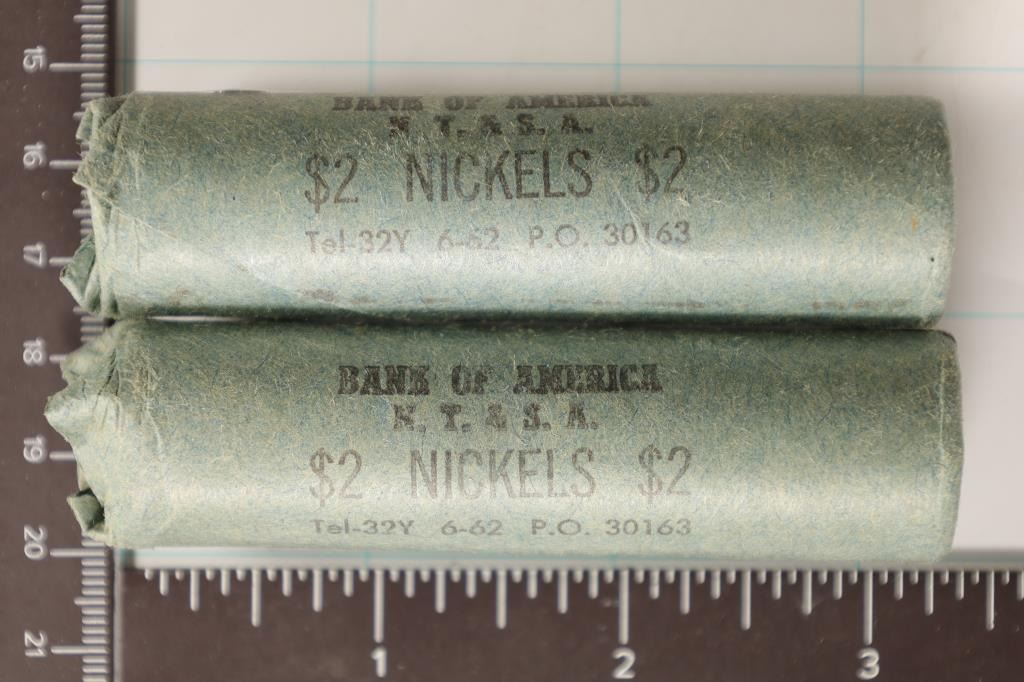 BANK OF AMERICA
N. T. & S. A.
$2 NICKELS $2
Tel-32Y 6-62 P.O. 30163
BANK OF AMERICA
N. T. & S. A.
$2 NICKELS $2
Tel-32Y 6-62 P.O. 30163
15
16
17
18
19
20
21
1
2
3